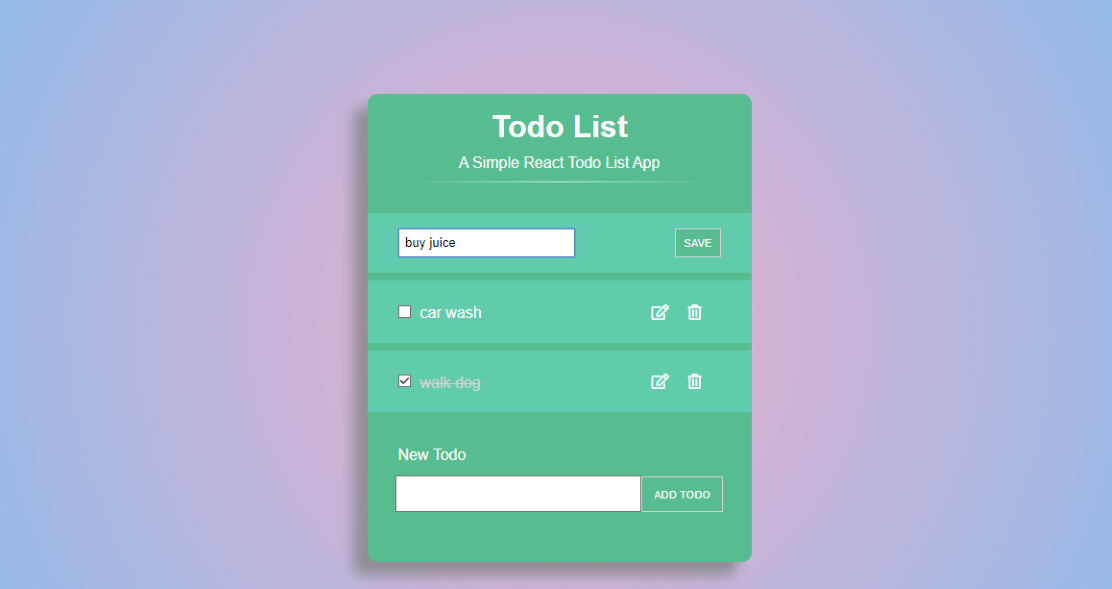 Todo List
A Simple React Todo List App
buy juice SAVE
car wash
walk dog
New Todo
ADD TODO